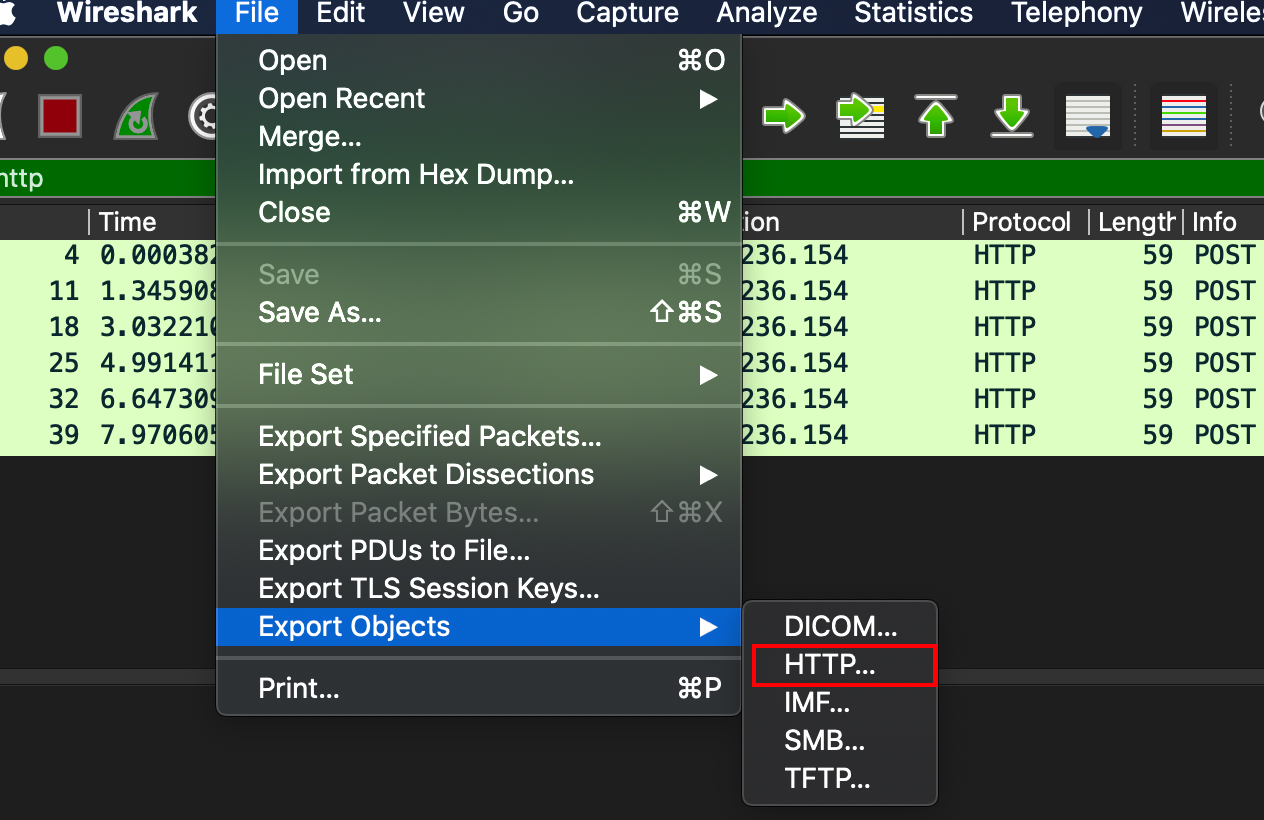 Wireshark File Edit View Go Capture Analyze Statistics Telephony
Open ⌘O
Open Recent ▶
Merge...
Import from Hex Dump...
Close ⌘W
Save ⌘S
Save As... ⇧⌘S
File Set ▶
Export Specified Packets...
Export Packet Dissections ▶
Export Packet Bytes... ⇧⌘X
Export PDUs to File...
Export TLS Session Keys...
Export Objects ▶
Print... ⌘P
DICOM...
HTTP...
IMF...
SMB...
TFTP...
http
Time Protocol Length Info
4 0.000382 236.154 HTTP 59 POST
11 1.345908 236.154 HTTP 59 POST
18 3.032210 236.154 HTTP 59 POST
25 4.991411 236.154 HTTP 59 POST
32 6.647309 236.154 HTTP 59 POST
39 7.970605 236.154 HTTP 59 POST